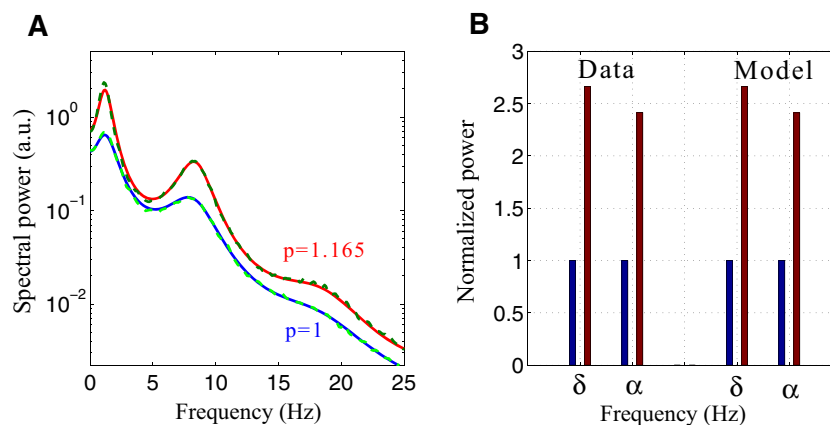 A
Spectral power (a.u.)
10^0
10^-1
10^-2
p=1.165
p=1
0 5 10 15 20 25
Frequency (Hz)
B
Normalized power
3
2.5
2
1.5
1
0.5
0
Data Model
δ α δ α
Frequency (Hz)